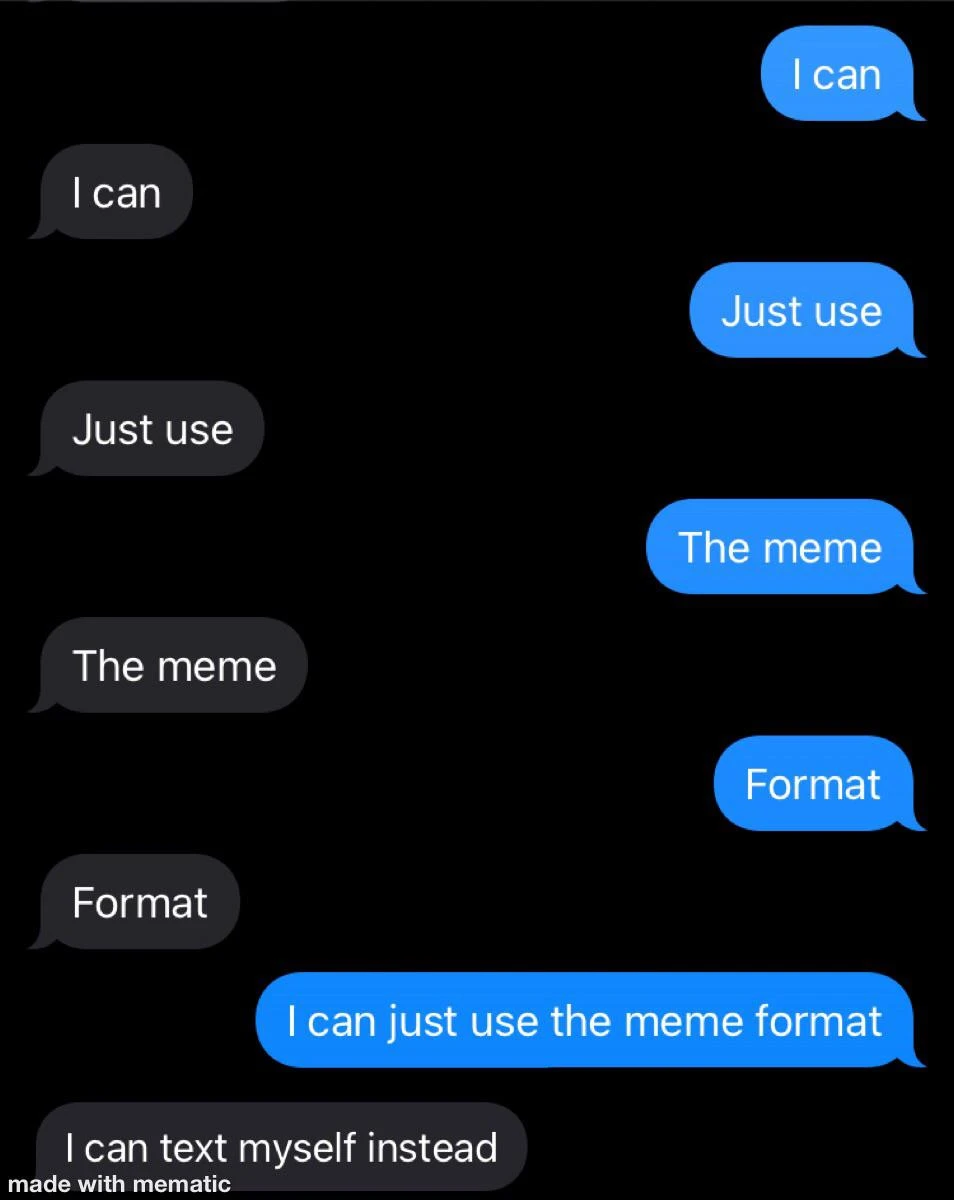 I can
I can
Just use
Just use
The meme
The meme
Format
Format
I can just use the meme format
I can text myself instead
made with mematic